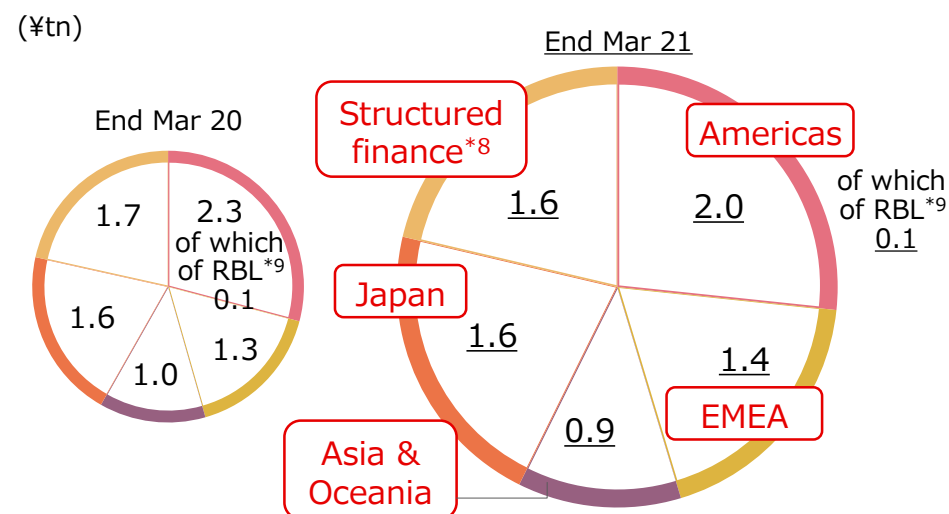 (¥tn)
End Mar 20
1.7
2.3
of which
of RBL*9
0.1
1.6
1.3
1.0
End Mar 21
Structured
finance*8
Americas
1.6
2.0
of which
of RBL*9
0.1
Japan
1.6
1.4
EMEA
0.9
Asia &
Oceania